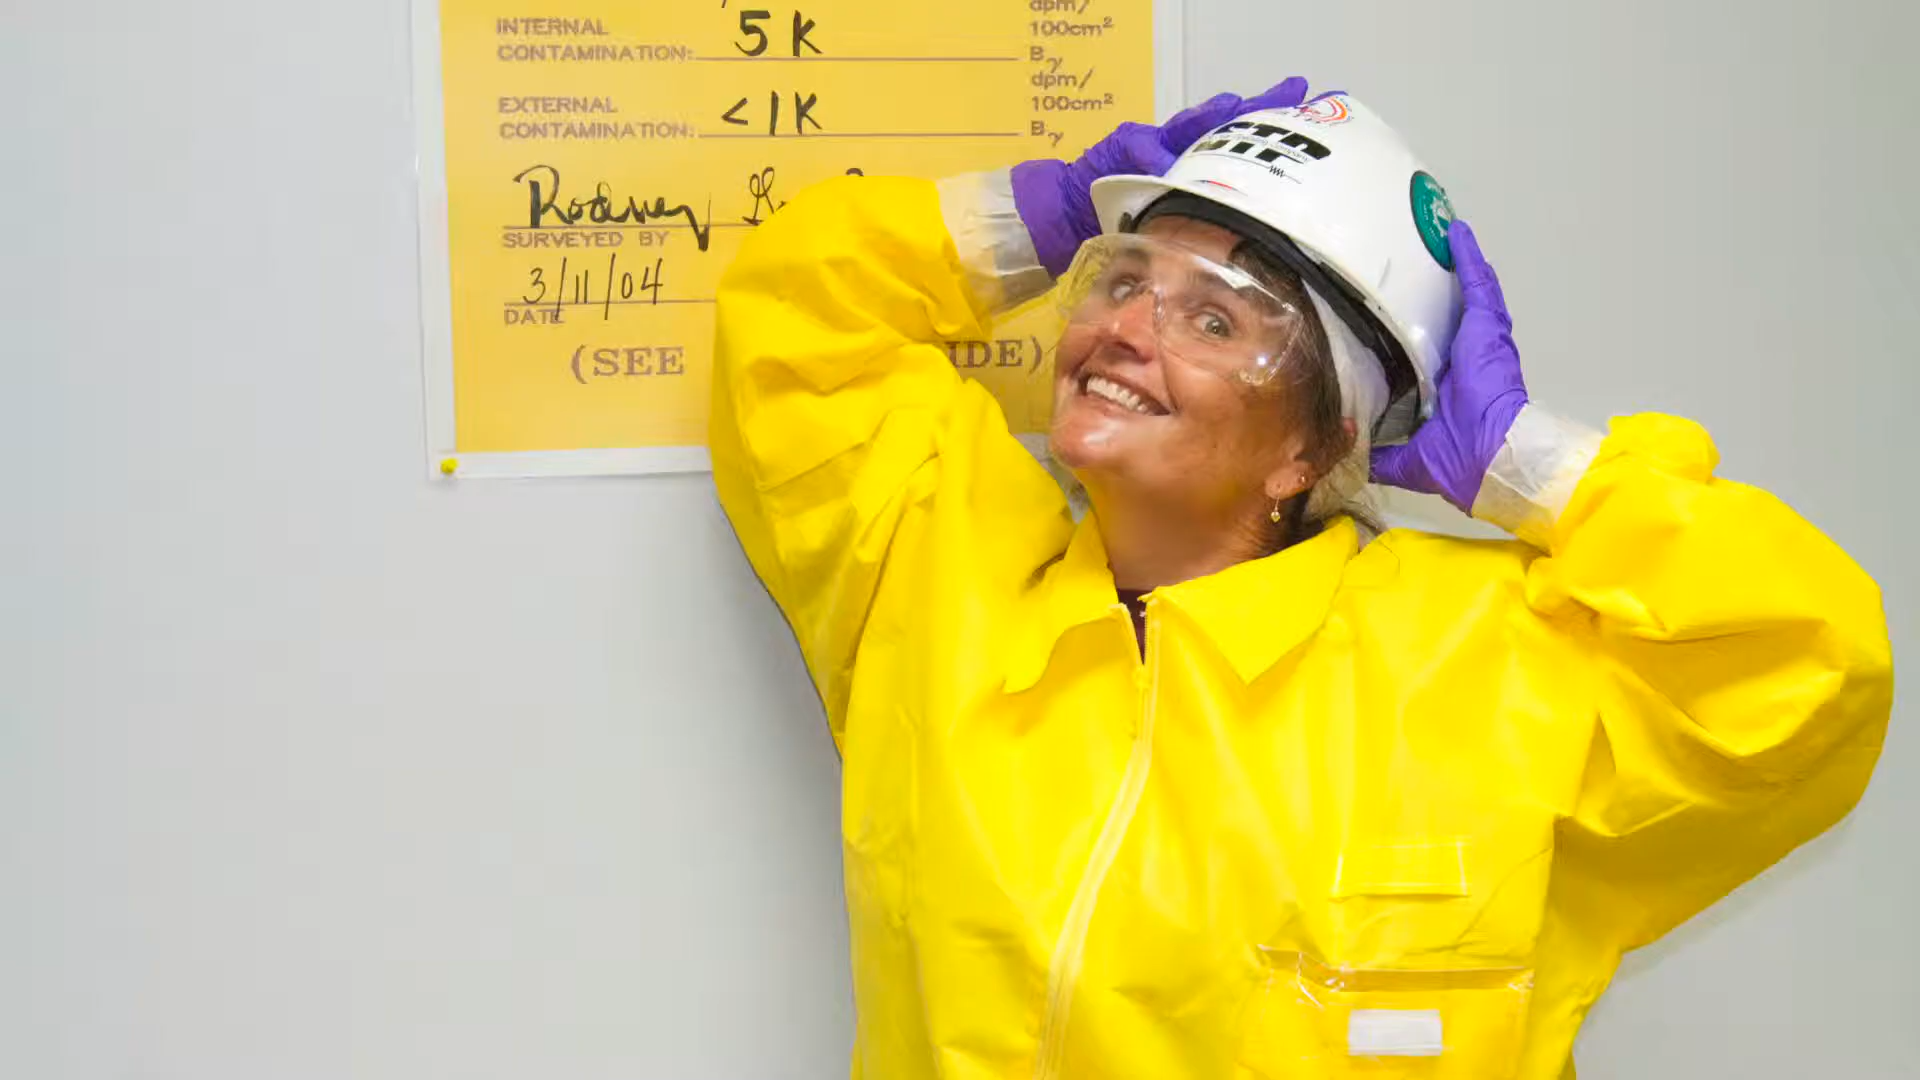 INTERNAL
CONTAMINATION: 5K dpm/
100cm²
Bγ
EXTERNAL
CONTAMINATION: <1K dpm/
100cm²
Bγ
Rodney
SURVEYED BY
3/11/04
DATE
(SEE IDE)